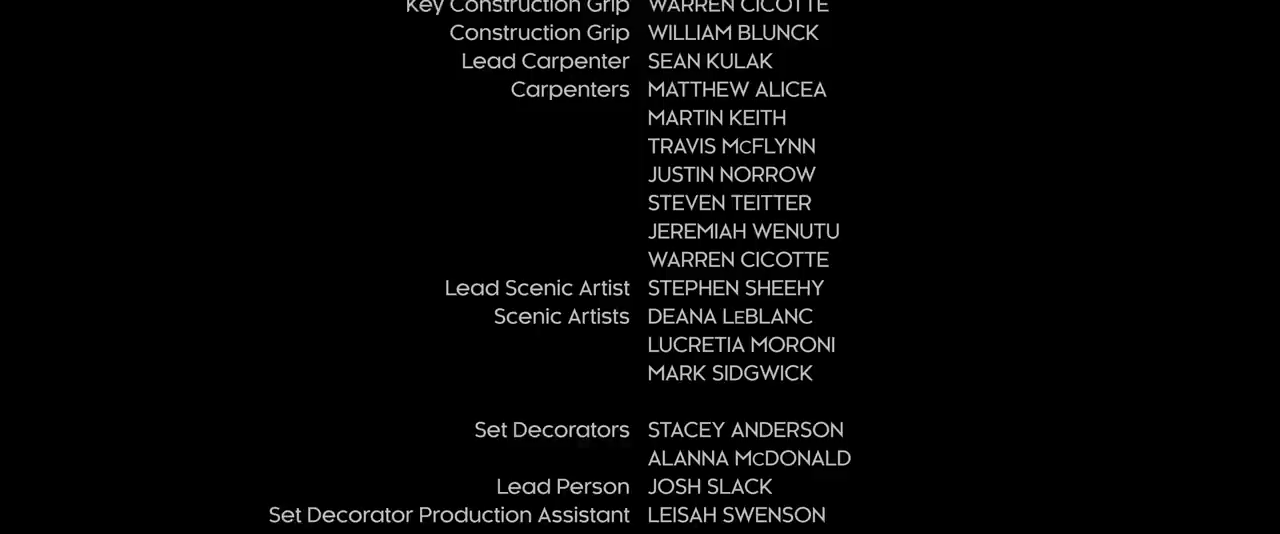 Key Construction Grip WARREN CICOTTE
Construction Grip WILLIAM BLUNCK
Lead Carpenter SEAN KULAK
Carpenters MATTHEW ALICEA
MARTIN KEITH
TRAVIS McFLYNN
JUSTIN NORROW
STEVEN TEITTER
JEREMIAH WENUTU
WARREN CICOTTE
Lead Scenic Artist STEPHEN SHEEHY
Scenic Artists DEANA LeBLANC
LUCRETIA MORONI
MARK SIDGWICK
Set Decorators STACEY ANDERSON
ALANNA McDONALD
Lead Person JOSH SLACK
Set Decorator Production Assistant LEISAH SWENSON